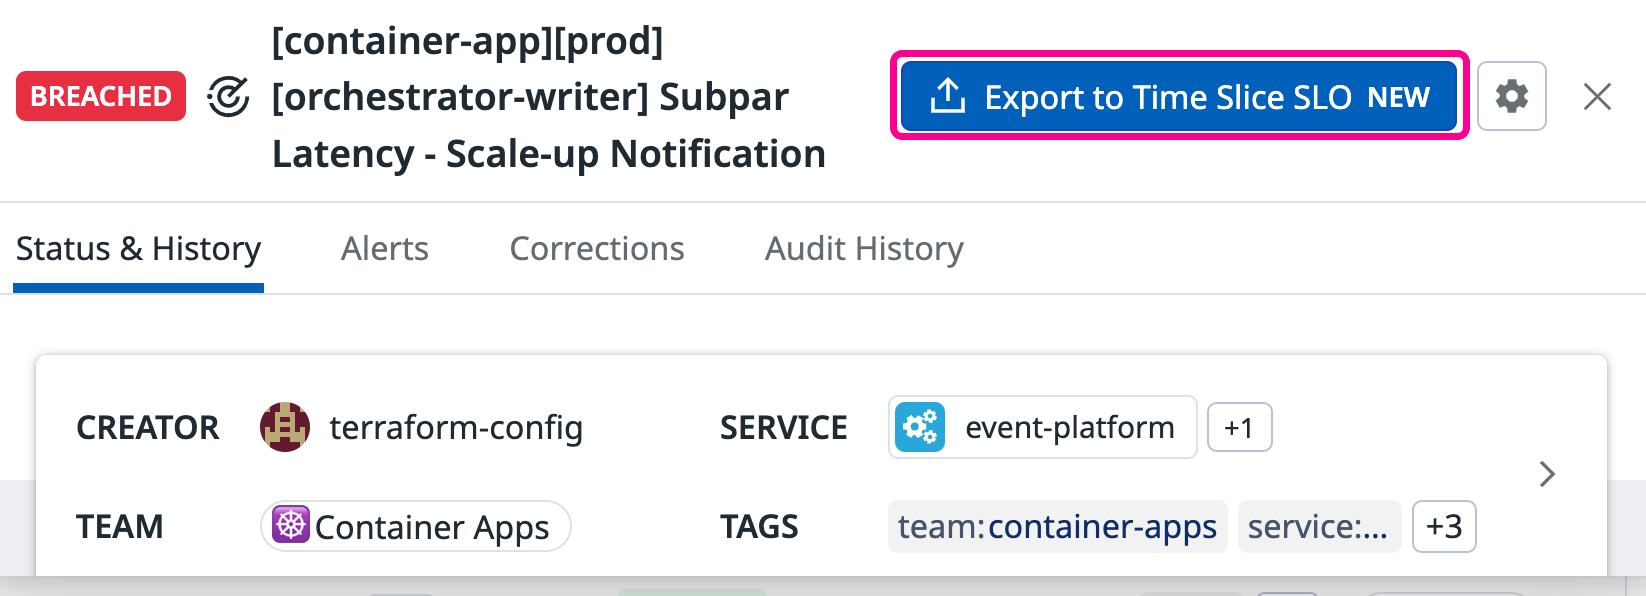 BREACHED
[container-app][prod]
[orchestrator-writer] Subpar
Latency - Scale-up Notification
Export to Time Slice SLO NEW
Status & History Alerts Corrections Audit History
CREATOR terraform-config SERVICE event-platform +1
TEAM Container Apps TAGS team:container-apps service:... +3